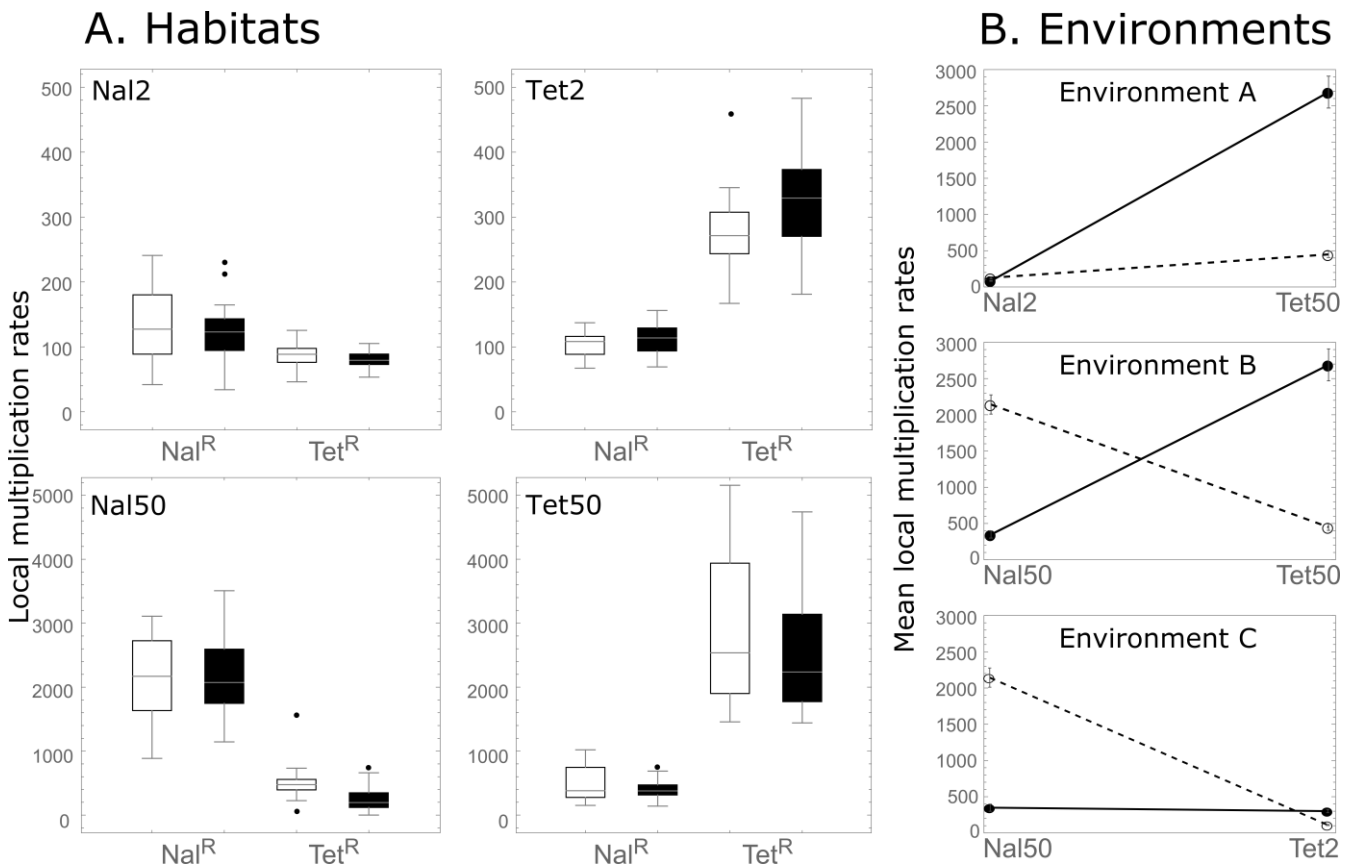 A. Habitats
Local multiplication rates
Nal2
500
400
300
200
100
0
Nal^R
Tet^R
Tet2
500
400
300
200
100
0
Nal^R
Tet^R
Nal50
5000
4000
3000
2000
1000
0
Nal^R
Tet^R
Tet50
5000
4000
3000
2000
1000
0
Nal^R
Tet^R
B. Environments
Mean local multiplication rates
Environment A
3000
2500
2000
1500
1000
500
0
Nal2
Tet50
Environment B
3000
2500
2000
1500
1000
500
0
Nal50
Tet50
Environment C
3000
2500
2000
1500
1000
500
0
Nal50
Tet2